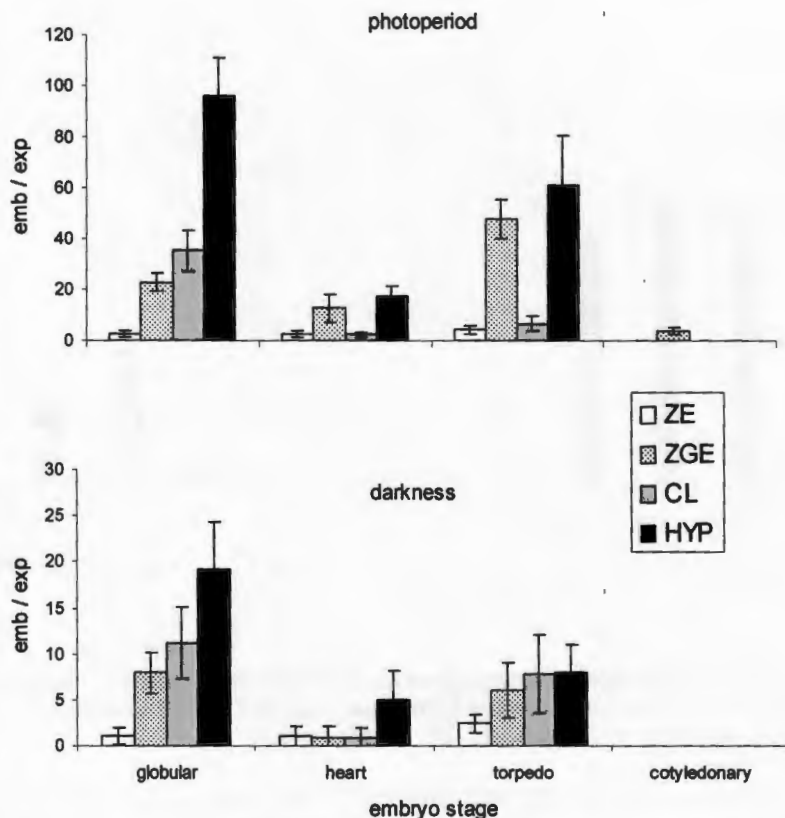 photoperiod
120
100
80
60
40
20
0
emb / exp
ZE
ZGE
CL
HYP
darkness
30
25
20
15
10
5
0
emb / exp
globular heart torpedo cotyledonary
embryo stage